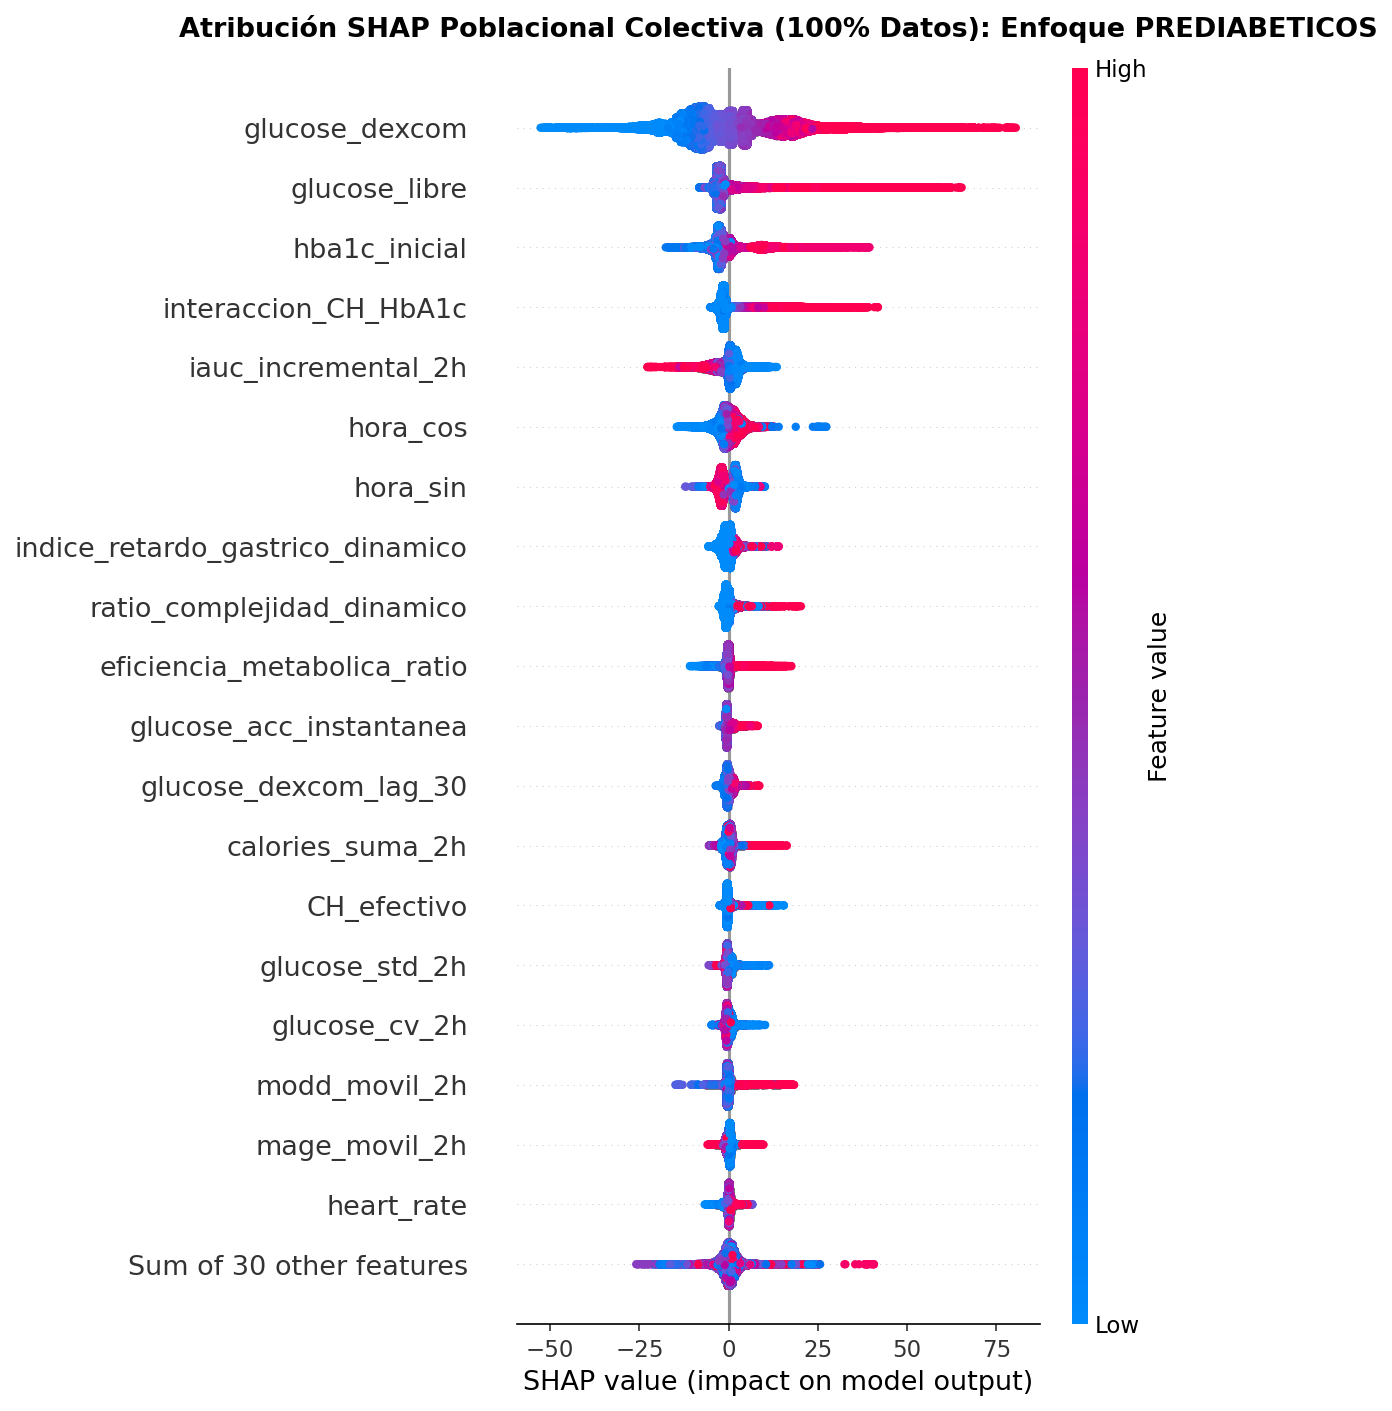 Atribución SHAP Poblacional Colectiva (100% Datos): Enfoque PREDIABETICOS
High
glucose_dexcom
glucose_libre
hba1c_inicial
interaccion_CH_HbA1c
iauc_incremental_2h
hora_cos
hora_sin
indice_retardo_gastrico_dinamico
ratio_complejidad_dinamico
eficiencia_metabolica_ratio
glucose_acc_instantanea
glucose_dexcom_lag_30
calories_suma_2h
CH_efectivo
glucose_std_2h
glucose_cv_2h
modd_movil_2h
mage_movil_2h
heart_rate
Sum of 30 other features
Feature value
Low
−50 −25 0 25 50 75
SHAP value (impact on model output)